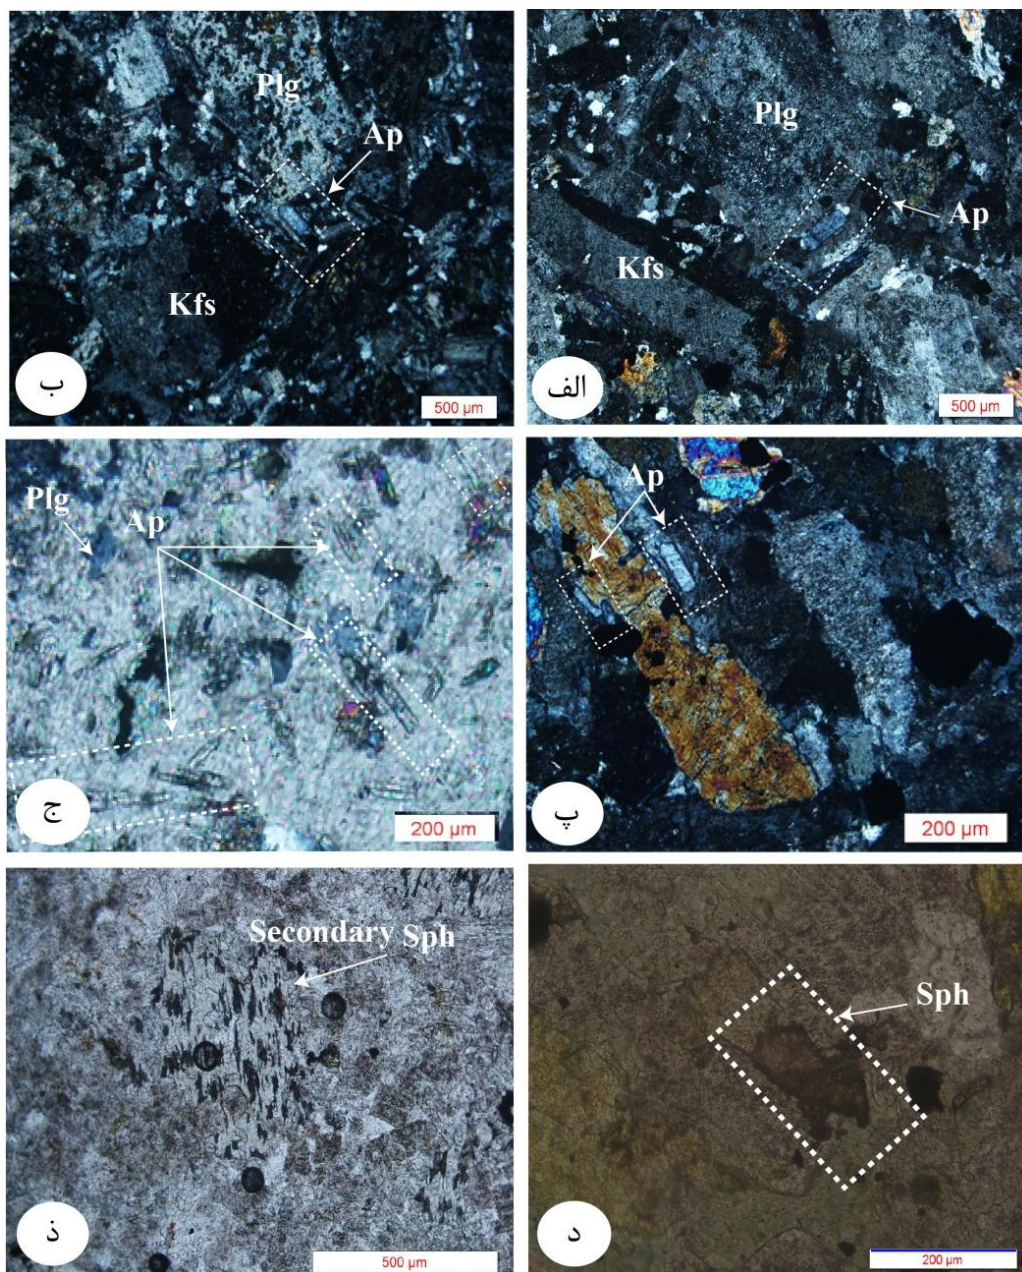 Plg
Ap
Kfs
الف
500 µm
Plg
Ap
Kfs
ب
500 µm
Ap
پ
200 µm
Plg
Ap
ج
200 µm
Sph
د
200 µm
Secondary Sph
ذ
500 µm